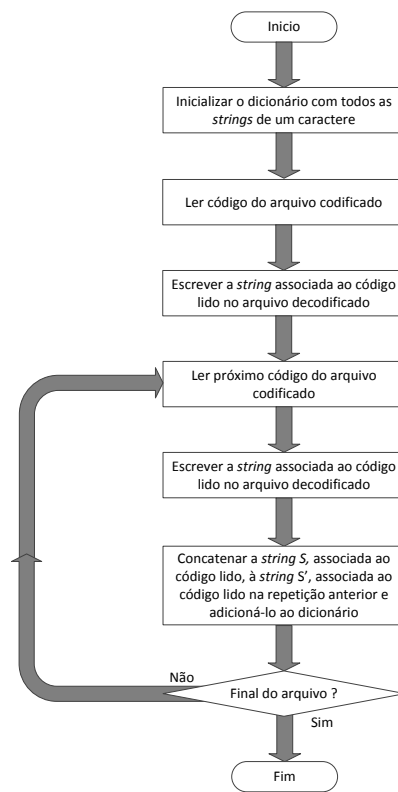 Inicio
Inicializar o dicionário com todos as
strings de um caractere
Ler código do arquivo codificado
Escrever a string associada ao código
lido no arquivo decodificado
Ler próximo código do arquivo
codificado
Escrever a string associada ao código
lido no arquivo decodificado
Concatenar a string S, associada ao
código lido, à string S’, associada ao
código lido na repetição anterior e
adicioná-lo ao dicionário
Não
Final do arquivo ?
Sim
Fim